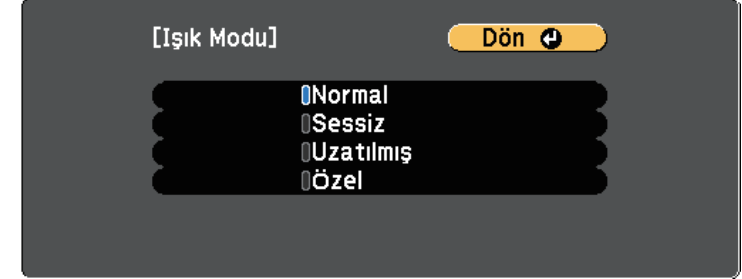 [Işık Modu] Dön
Normal
Sessiz
Uzatılmış
Özel